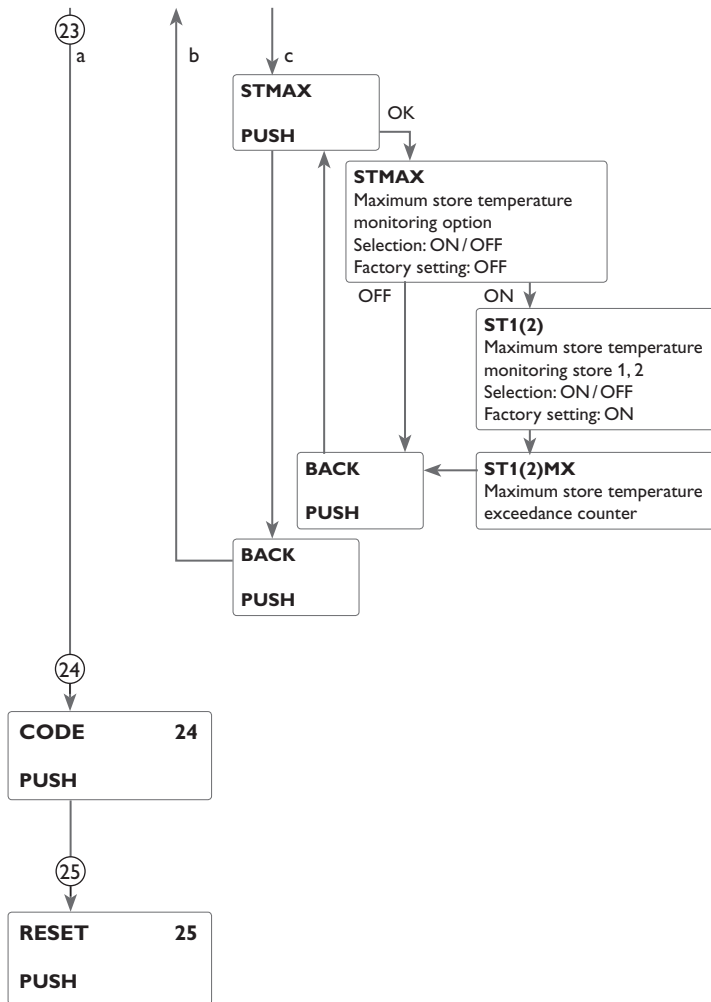 23
a
b
c
STMAX
PUSH
OK
STMAX
Maximum store temperature
monitoring option
Selection: ON / OFF
Factory setting: OFF
OFF
ON
ST1(2)
Maximum store temperature
monitoring store 1, 2
Selection: ON / OFF
Factory setting: ON
BACK
PUSH
ST1(2)MX
Maximum store temperature
exceedance counter
BACK
PUSH
24
CODE 24
PUSH
25
RESET 25
PUSH